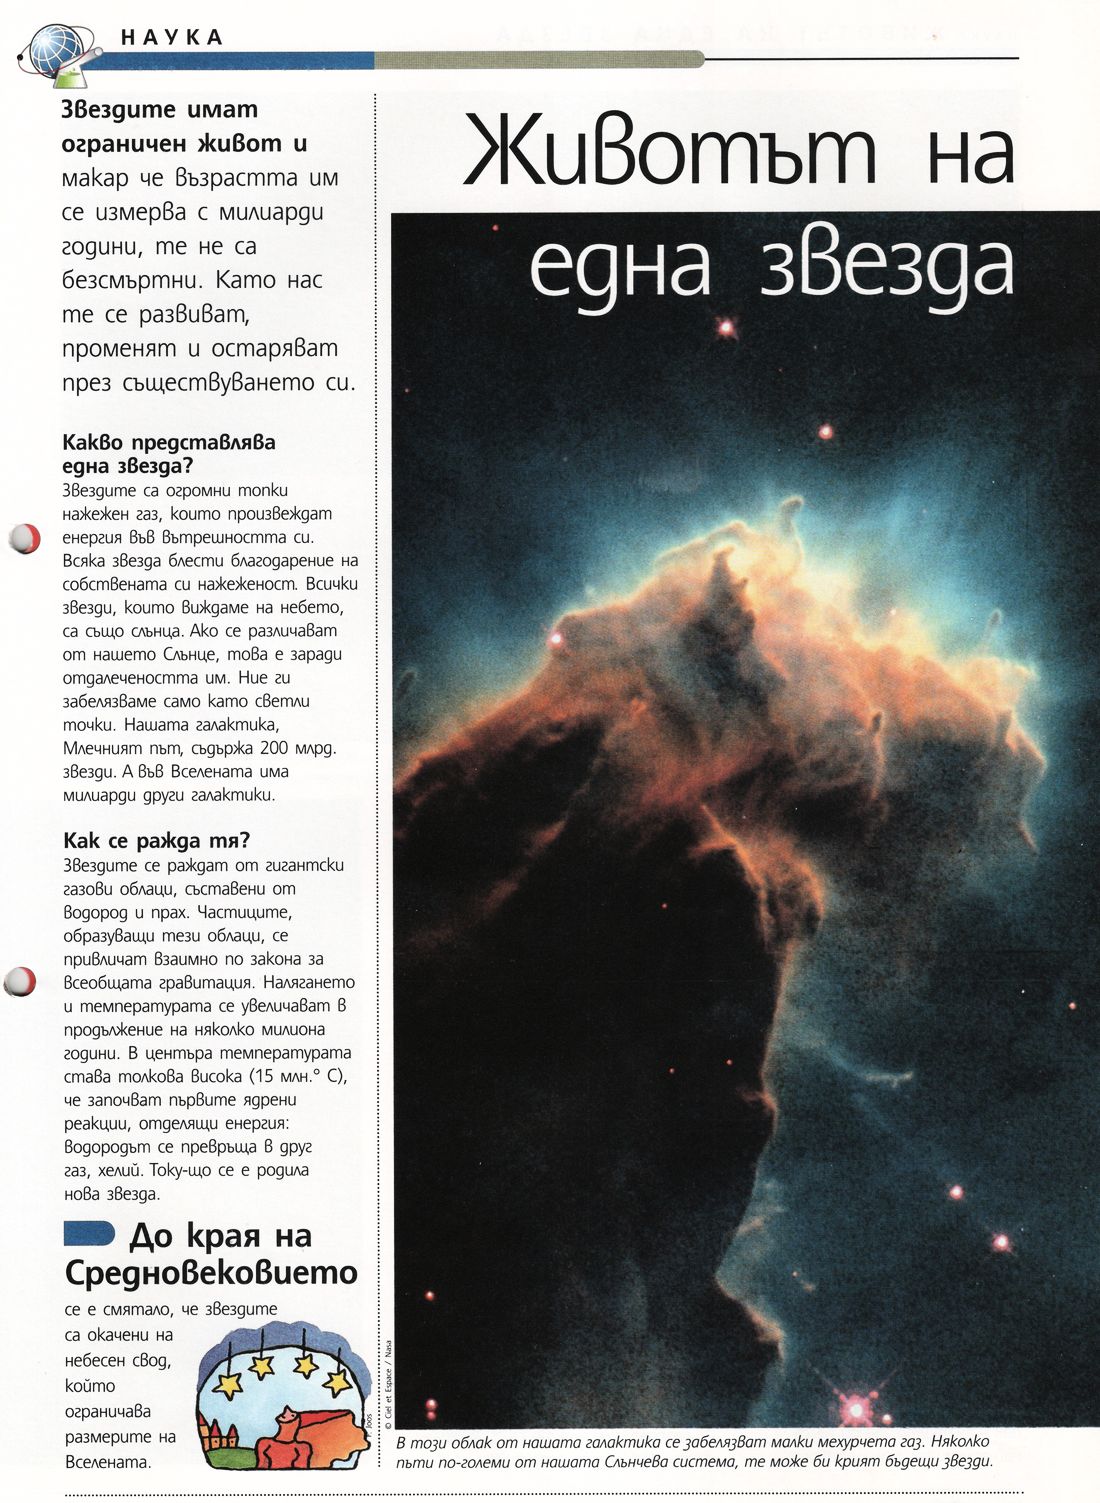 НАУКА
Животът на
една звезда
Звездите имат
ограничен живот и
макар че възрастта им
се измерва с милиарди
години, те не са
безсмъртни. Като нас
те се развиват,
променят и остаряват
през съществуването си.
Какво представлява
една звезда?
Звездите са огромни топки
нажежен газ, които произвеждат
енергия във вътрешността си.
Всяка звезда блести благодарение на
собствената си нажеженост. Всички
звезди, които виждаме на небето,
са също слънца. Ако се различават
от нашето Слънце, това е заради
отдалечеността им. Ние ги
забелязваме само като светли
точки. Нашата галактика,
Млечният път, съдържа 200 млрд.
звезди. А във Вселената има
милиарди други галактики.
Как се ражда тя?
Звездите се раждат от гигантски
газови облаци, съставени от
водород и прах. Частиците,
образуващи тези облаци, се
привличат взаимно по закона за
всеобщата гравитация. Налягането
и температурата се увеличават в
продължение на няколко милиона
години. В центъра температурата
става толкова висока (15 млн.° С),
че започват първите ядрени
реакции, отделящи енергия:
водородът се превръща в друг
газ, хелий. Току-що се е родила
нова звезда.
До края на
Средновековието
се е смятало, че звездите
са окачени на
небесен свод,
който
ограничава
размерите на
Вселената.
P. Joos
© Ciel et Espace / Nasa
В този облак от нашата галактика се забелязват малки мехурчета газ. Няколко
пъти по-големи от нашата Слънчева система, те може би крият бъдещи звезди.